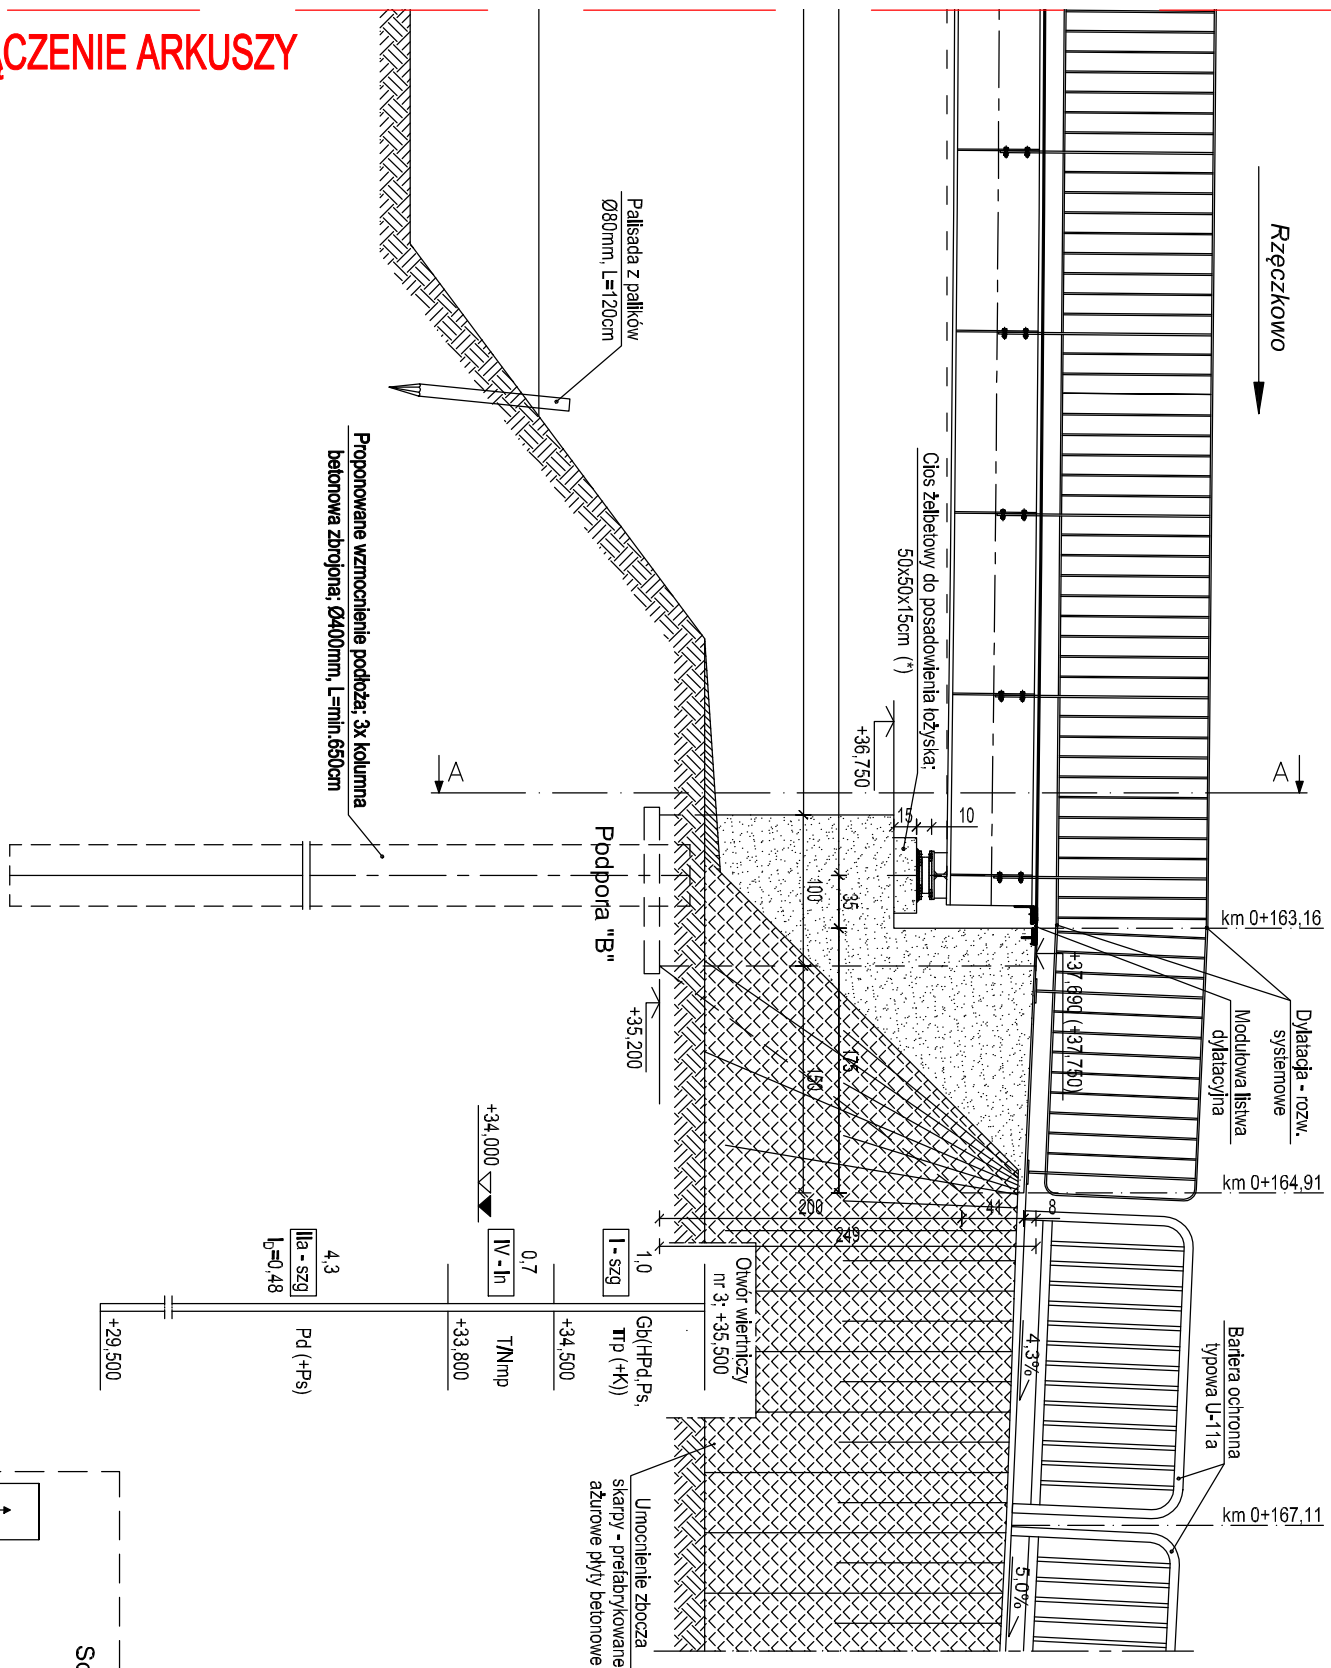 ĄCZENIE ARKUSZY
Rzęczkowo
Palisada z palików
Ø80mm, L=120cm
Proponowane wzmocnienie podłoża; 3x kolumna
betonowa zbrojona; Ø400mm, L=min.650cm
Cios żelbetowy do posadowienia łożyska;
50x50x15cm (*)
+36,750
A
A
15
10
100
35
Podpora "B"
km 0+163,16
+37,690 (+37,750)
Dylatacja - rozw.
systemowe
Modułowa listwa
dylatacyjna
+35,200
175
150
km 0+164,91
200
41
8
249
+34,000
Otwór wiertniczy
nr 3; +35,500
1,0
I - szg
Gb(HPd,Ps,
Πp (+K))
+34,500
0,7
IV - ln
T/Nmp
+33,800
4,3
IIa - szg
ID=0,48
Pd (+Ps)
+29,500
4,3%
Bariera ochronna
typowa U-11a
km 0+167,11
5,0%
Umocnienie zbocza
skarpy - prefabrykowane
ażurowe płyty betonowe